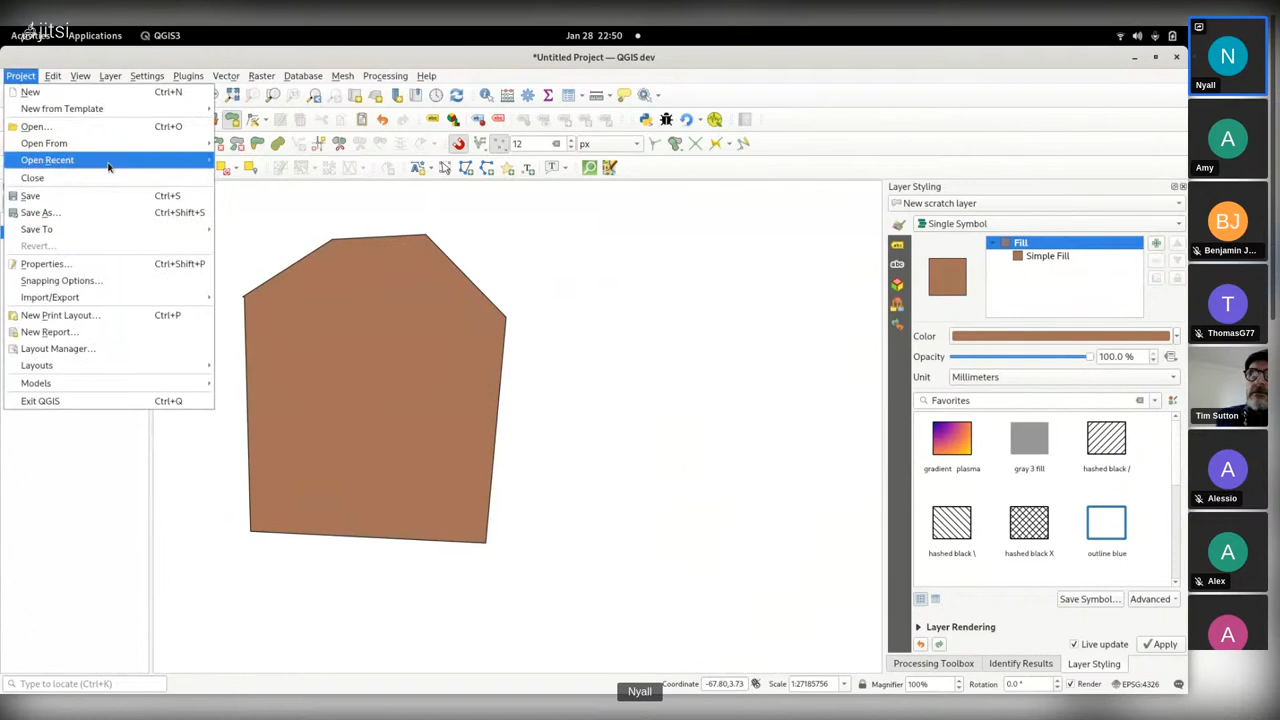 jitsi
Applications
QGIS3
Jan 28 22:50
*Untitled Project — QGIS dev
Project Edit View Layer Settings Plugins Vector Raster Database Mesh Processing Help
New Ctrl+N
New from Template
Open... Ctrl+O
Open From
Open Recent
Close
Save Ctrl+S
Save As... Ctrl+Shift+S
Save To
Revert...
Properties... Ctrl+Shift+P
Snapping Options...
Import/Export
New Print Layout... Ctrl+P
New Report...
Layout Manager...
Layouts
Models
Exit QGIS Ctrl+Q
12 px
Layer Styling
New scratch layer
Single Symbol
Fill
Simple Fill
Color
Opacity 100.0 %
Unit Millimeters
Favorites
gradient plasma
gray 3 fill
hashed black /
hashed black \
hashed black X
outline blue
Save Symbol...
Advanced
Layer Rendering
Live update
Apply
Processing Toolbox
Identify Results
Layer Styling
Type to locate (Ctrl+K)
Coordinate -67.80,3.73
Scale 1:27185756
Magnifier 100%
Rotation 0.0 °
Render
EPSG:4326
Nyall
N
Nyall
A
Amy
BJ
Benjamin J...
T
ThomasG77
Tim Sutton
A
Alessio
A
Alex
A